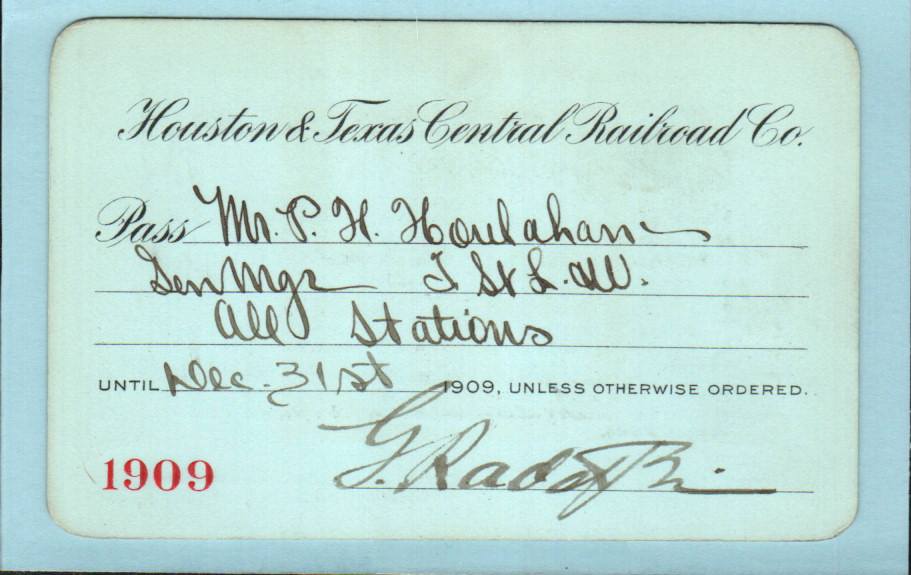 Houston & Texas Central Railroad Co.
Pass Mr. P. H. Houlahan
Gen Mgr T St L & W.
All Stations
UNTIL Dec. 31st 1909, UNLESS OTHERWISE ORDERED.
1909
G. Rad